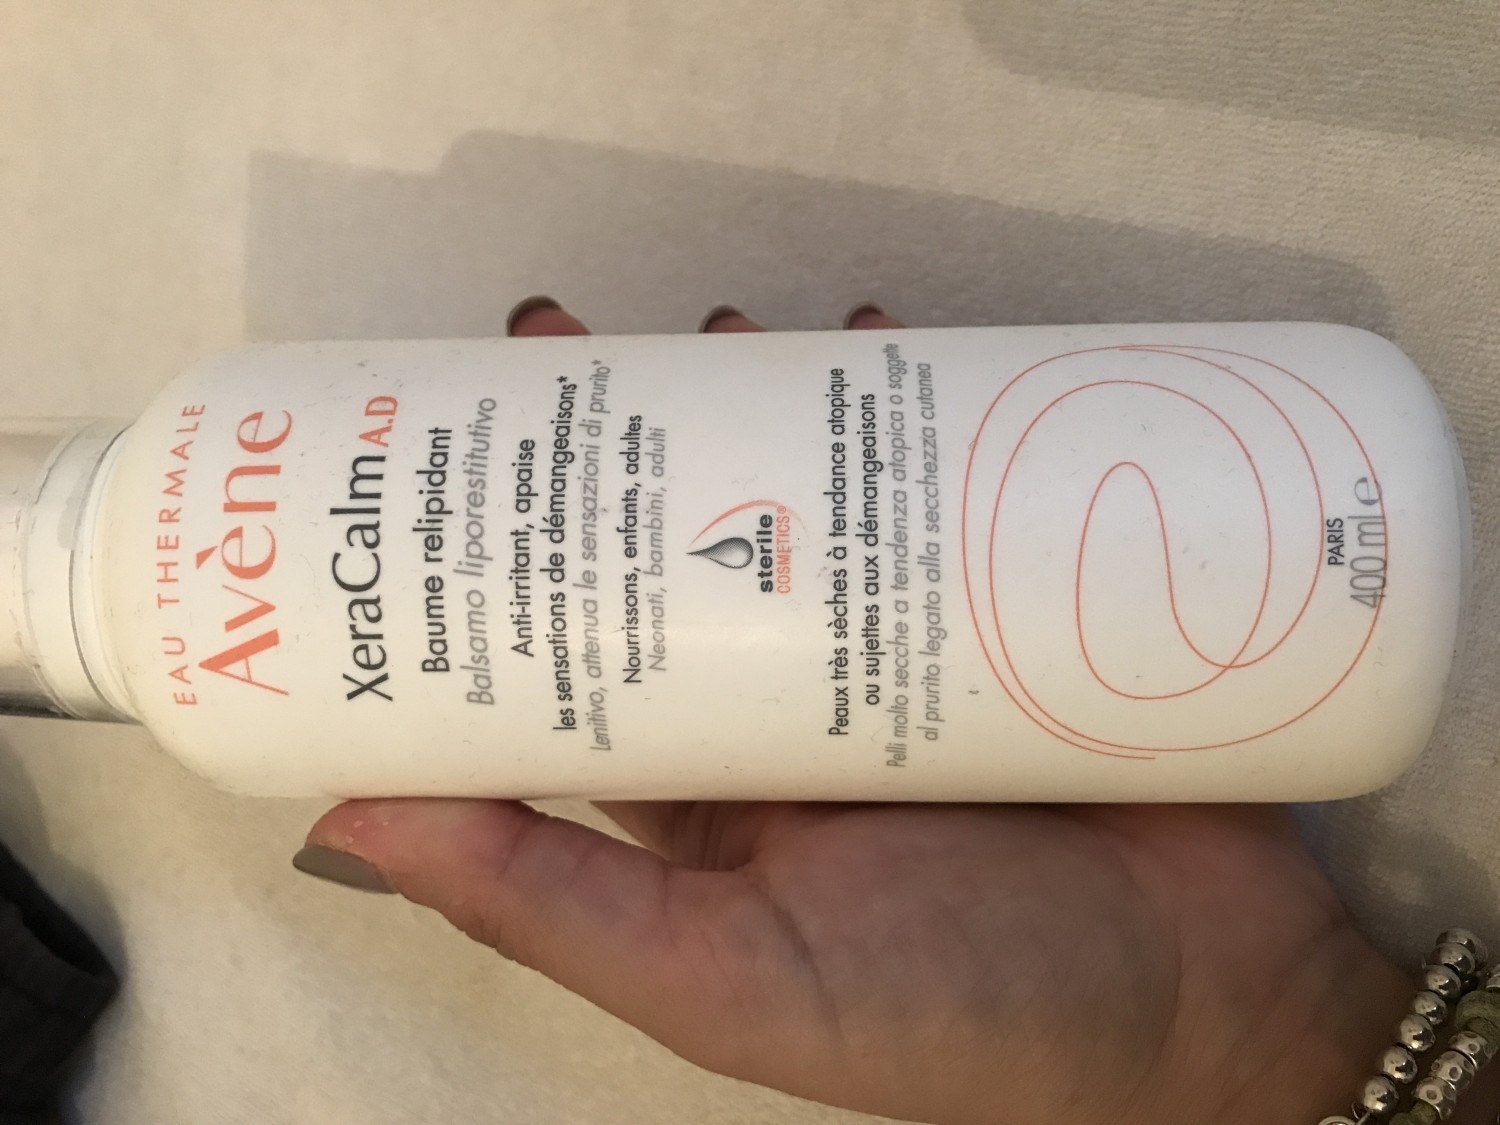 EAU THERMALE
Avène
XeraCalm A.D
Baume relipidant
Balsamo liporestitutivo
Anti-irritant, apaise
les sensations de démangeaisons*
Lenitivo, attenua le sensazioni di prurito*
Nourrissons, enfants, adultes
Neonati, bambini, adulti
sterile
COSMETICS®
Peaux très sèches à tendance atopique
ou sujettes aux démangeaisons
Pelli molto secche a tendenza atopica o soggette
al prurito legato alla secchezza cutanea
PARIS
400 ml ℮